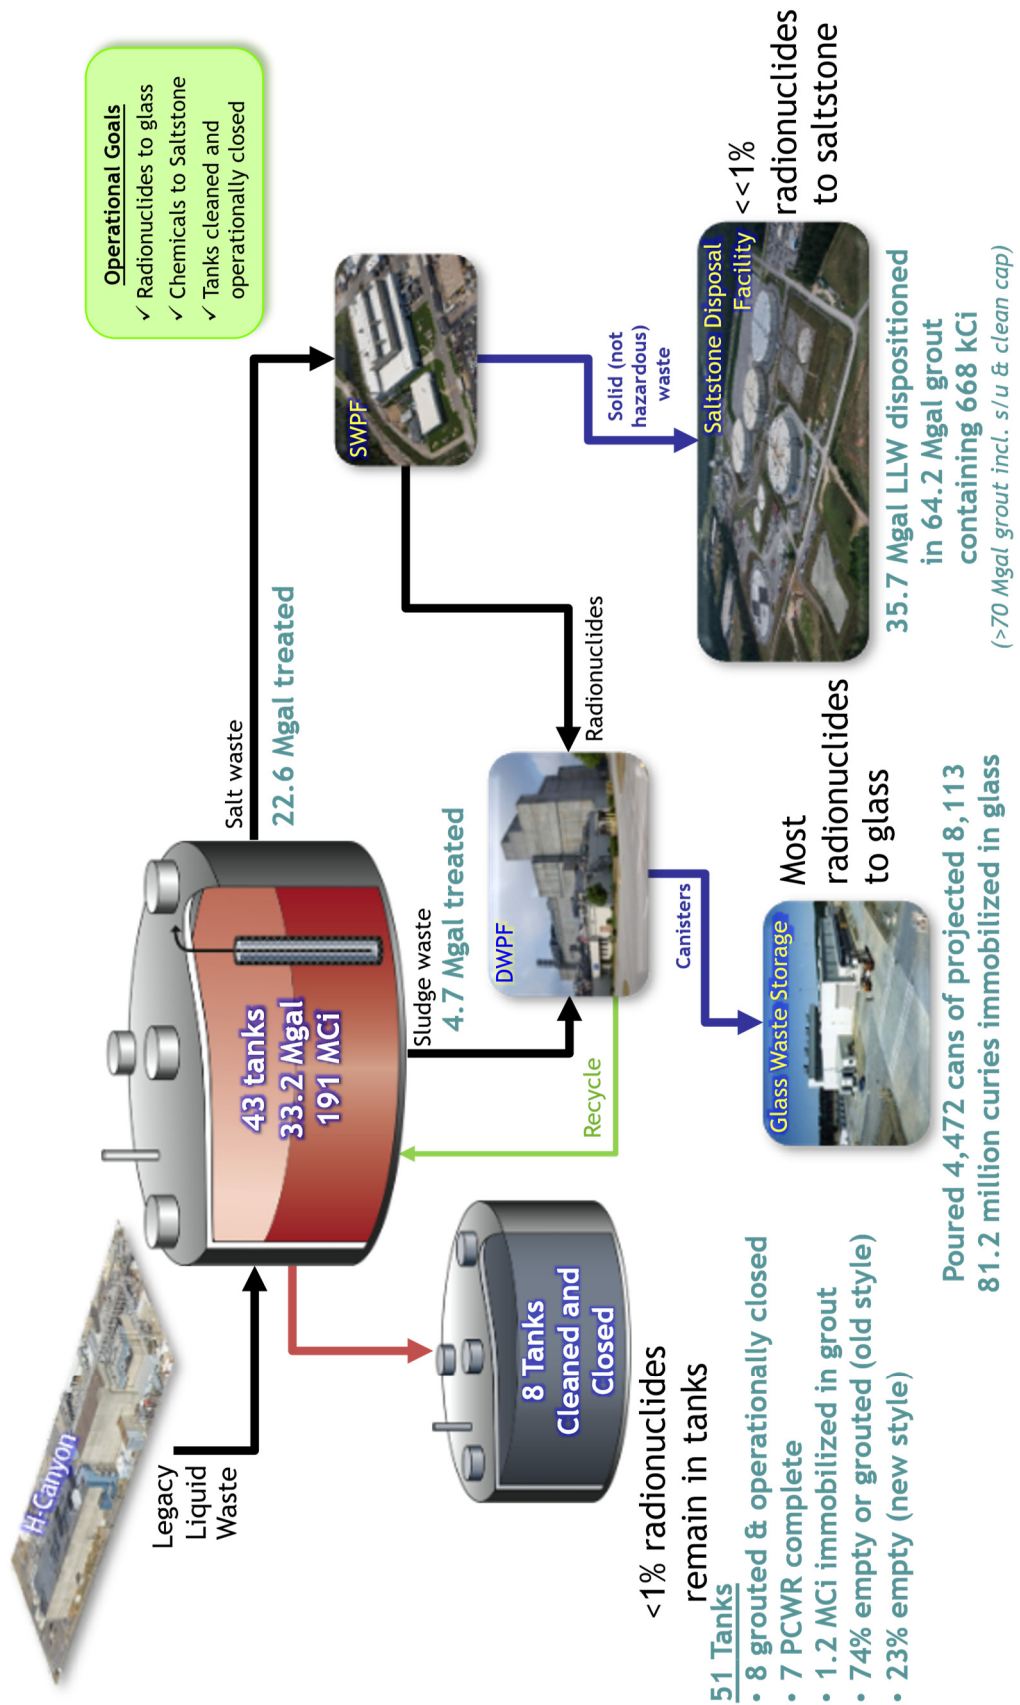 H-Canyon
Legacy
Liquid
Waste
43 tanks
33.2 Mgal
191 MCi
Salt waste
22.6 Mgal treated
Operational Goals
✓ Radionuclides to glass
✓ Chemicals to Saltstone
✓ Tanks cleaned and
operationally closed
SWPF
Sludge waste
4.7 Mgal treated
Recycle
DWPF
Radionuclides
Solid (not
hazardous)
waste
8 Tanks
Cleaned and
Closed
<1% radionuclides
remain in tanks
51 Tanks
• 8 grouted & operationally closed
• 7 PCWR complete
• 1.2 MCi immobilized in grout
• 74% empty or grouted (old style)
• 23% empty (new style)
Canisters
Glass Waste Storage
Most
radionuclides
to glass
Poured 4,472 cans of projected 8,113
81.2 million curies immobilized in glass
Saltstone Disposal
Facility
<<1%
radionuclides
to saltstone
35.7 Mgal LLW dispositioned
in 64.2 Mgal grout
containing 668 kCi
(>70 Mgal grout incl. s/u & clean cap)